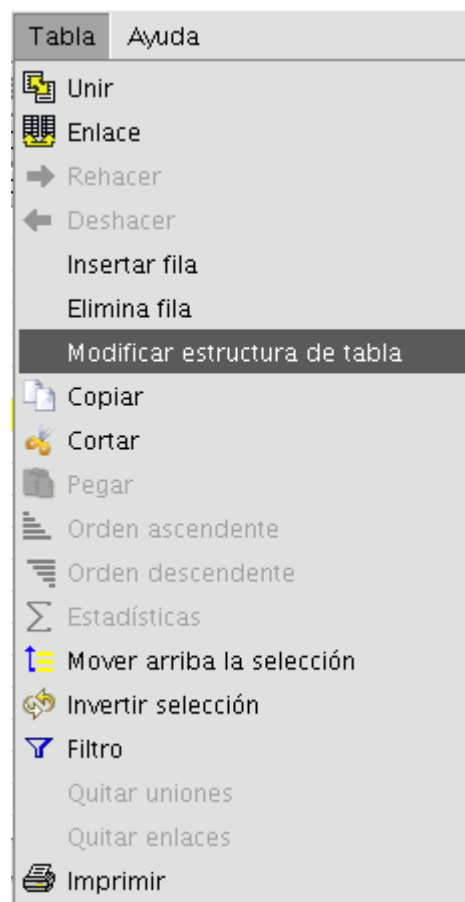 Tabla Ayuda
Unir
Enlace
Rehacer
Deshacer
Insertar fila
Elimina fila
Modificar estructura de tabla
Copiar
Cortar
Pegar
Orden ascendente
Orden descendente
Estadísticas
Mover arriba la selección
Invertir selección
Filtro
Quitar uniones
Quitar enlaces
Imprimir